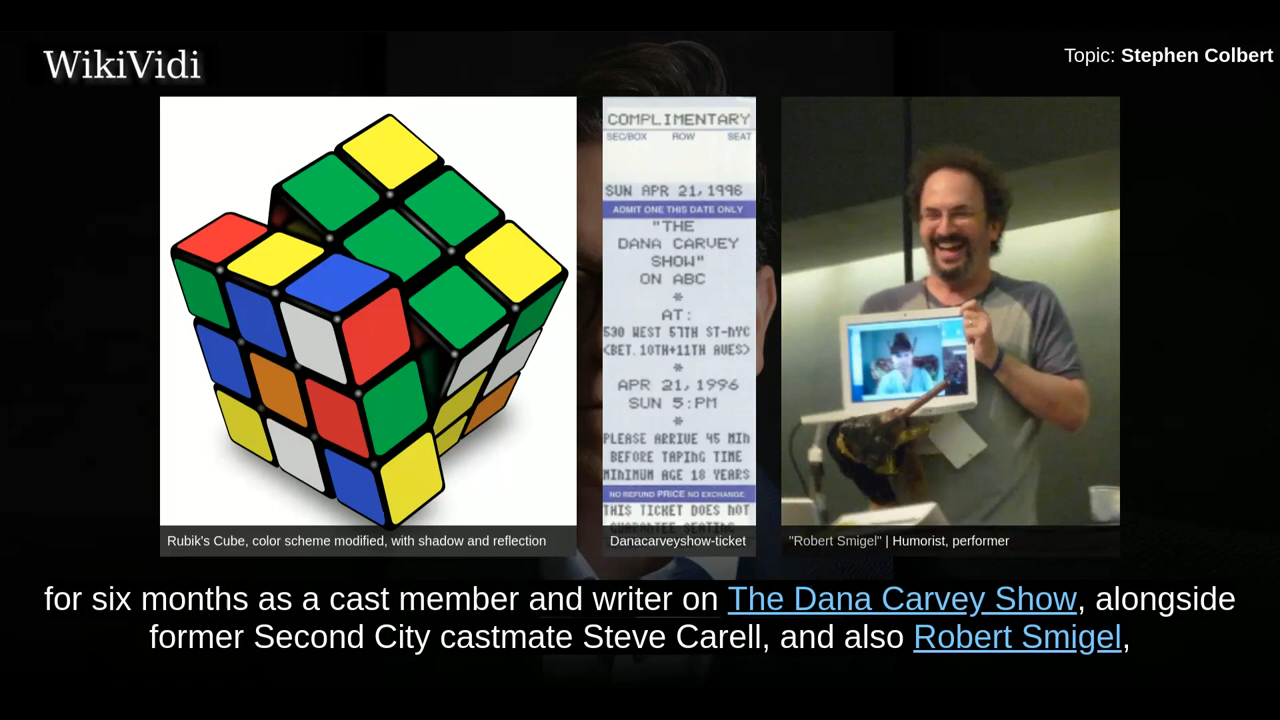 WikiVidi
Topic: Stephen Colbert
COMPLIMENTARY
SEC/BOX ROW SEAT
SUN APR 21,1996
ADMIT ONE THIS DATE ONLY
"THE
DANA CARVEY
SHOW"
ON ABC
*
AT:
530 WEST 57TH ST-NYC
<BET.10TH+11TH AVES>
*
APR 21,1996
SUN 5:PM
*
PLEASE ARRIVE 45 MIN
BEFORE TAPING TIME
MINIMUM AGE 18 YEARS
NO REFUND PRICE NO EXCHANGE
THIS TICKET DOES NOT
GUARANTEE SEATING
Rubik's Cube, color scheme modified, with shadow and reflection
Danacarveyshow-ticket
"Robert Smigel" | Humorist, performer
for six months as a cast member and writer on The Dana Carvey Show, alongside
former Second City castmate Steve Carell, and also Robert Smigel,